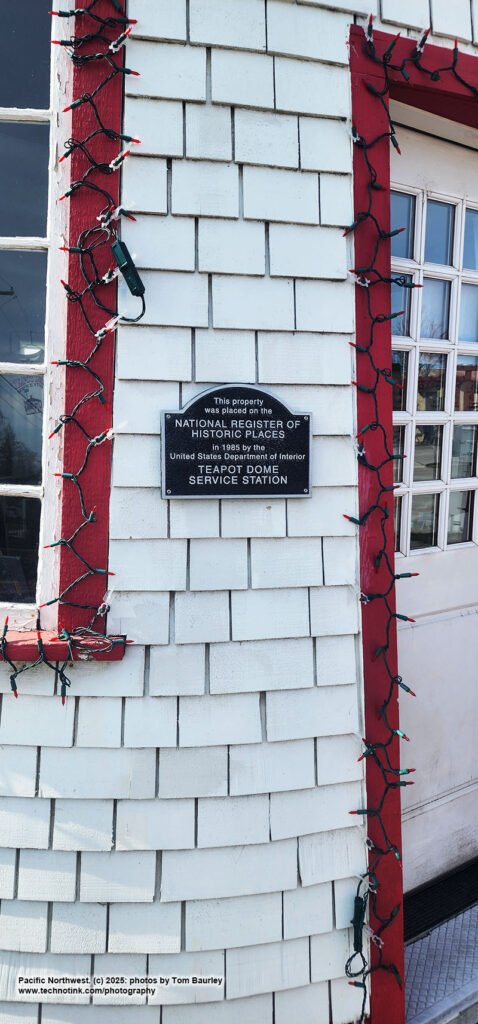 This property
was placed on the
NATIONAL REGISTER OF
HISTORIC PLACES
in 1985 by the
United States Department of Interior
TEAPOT DOME
SERVICE STATION
Pacific Northwest. (c) 2025: photos by Tom Baurley
www.technotink.com/photography